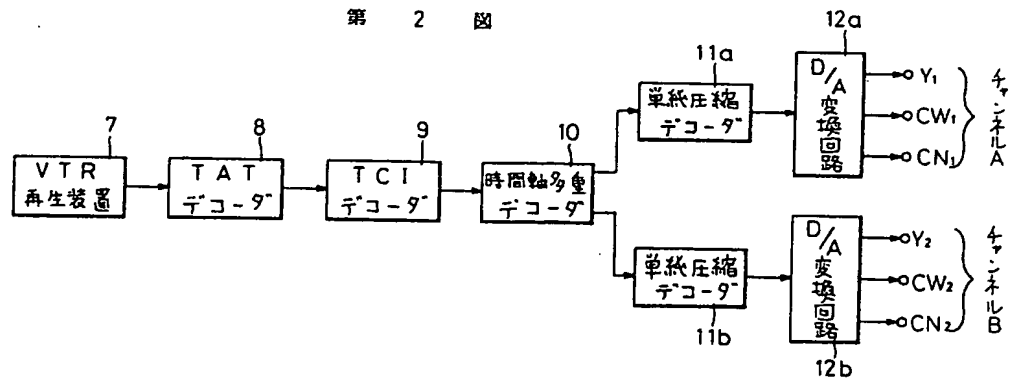 第 2 図
7
VTR
再生装置
8
TAT
デコーダ
9
TCI
デコーダ
10
時間軸多重
デコーダ
11a
単純圧縮
デコーダ
12a
D/A
変換回路
Y₁
CW₁
CN₁
チャンネルA
単純圧縮
デコーダ
11b
D/A
変換回路
12b
Y₂
CW₂
CN₂
チャンネルB